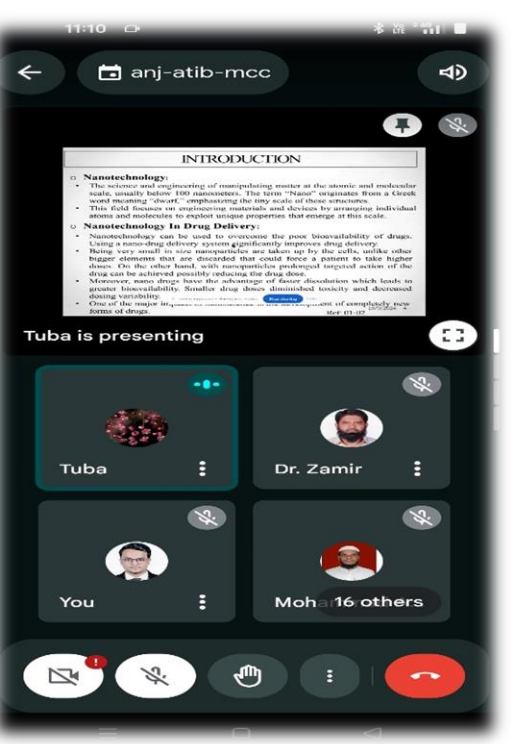 11:10
VoLTE 4G
anj-atib-mcc
INTRODUCTION
Nanotechnology:
The science and engineering of manipulating matter at the atomic and molecular
scale, usually below 100 nanometers. The term "Nano" originates from a Greek
word meaning "dwarf," emphasizing the tiny scale of these structures.
This field focuses on engineering materials and devices by arranging individual
atoms and molecules to exploit unique properties that emerge at this scale.
Nanotechnology In Drug Delivery:
Nanotechnology can be used to overcome the poor bioavailability of drugs.
Using a nano-drug delivery system significantly improves drug delivery.
Being very small in size nanoparticles are taken up by the cells, unlike other
bigger elements that are discarded that could force a patient to take higher
doses. On the other hand, with nanoparticles prolonged targeted action of the
drug can be achieved possibly reducing the drug dose.
Moreover, nano drugs have the advantage of faster dissolution which leads to
greater bioavailability. Smaller drug doses diminished toxicity and decreased
dosing variability.
One of the major of completely new
forms of drugs.
Ref: 01-02
Tuba is presenting
Tuba
Dr. Zamir
You
Moha
16 others